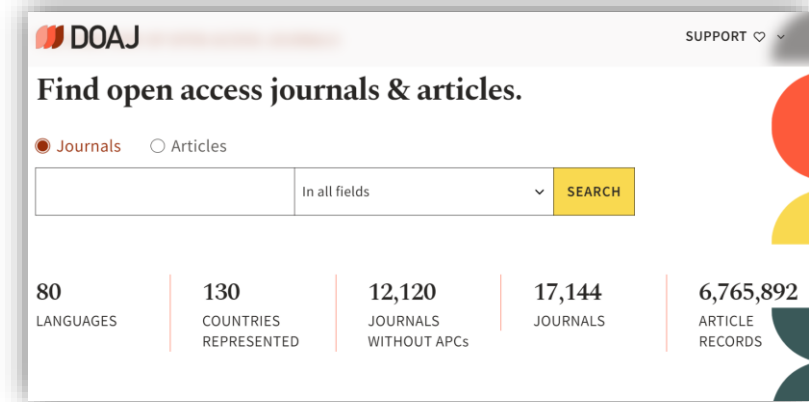 DOAJ
SUPPORT
Find open access journals & articles.
Journals
Articles
In all fields
SEARCH
80
LANGUAGES
130
COUNTRIES
REPRESENTED
12,120
JOURNALS
WITHOUT APCs
17,144
JOURNALS
6,765,892
ARTICLE
RECORDS